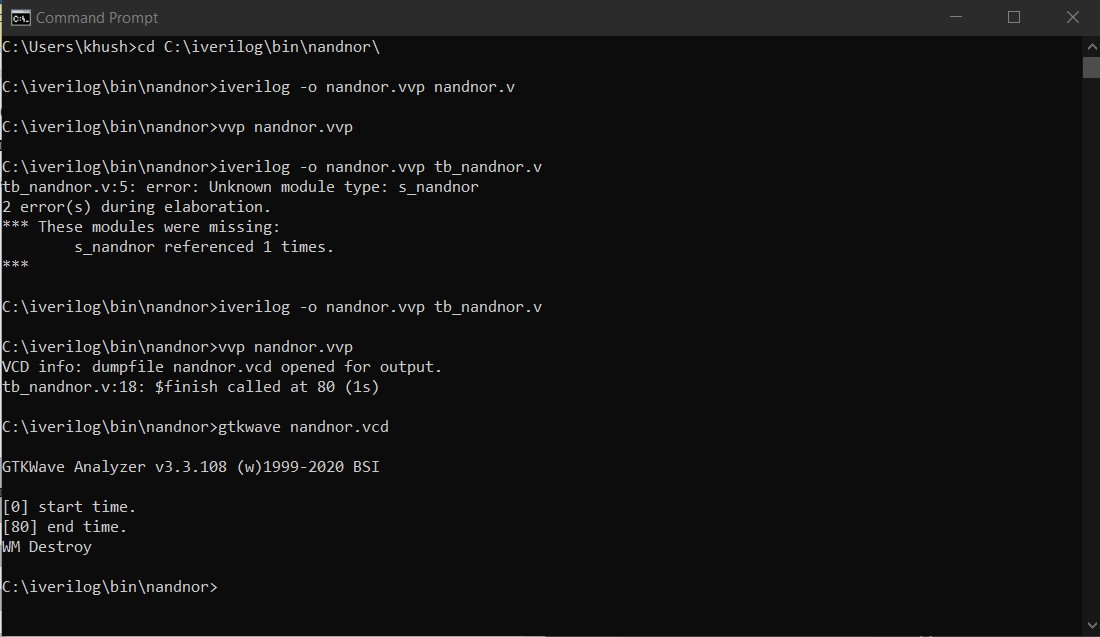 Command Prompt
C:\Users\khush>cd C:\iverilog\bin\nandnor\
C:\iverilog\bin\nandnor>iverilog -o nandnor.vvp nandnor.v
C:\iverilog\bin\nandnor>vvp nandnor.vvp
C:\iverilog\bin\nandnor>iverilog -o nandnor.vvp tb_nandnor.v
tb_nandnor.v:5: error: Unknown module type: s_nandnor
2 error(s) during elaboration.
*** These modules were missing:
        s_nandnor referenced 1 times.
***
C:\iverilog\bin\nandnor>iverilog -o nandnor.vvp tb_nandnor.v
C:\iverilog\bin\nandnor>vvp nandnor.vvp
VCD info: dumpfile nandnor.vcd opened for output.
tb_nandnor.v:18: $finish called at 80 (1s)
C:\iverilog\bin\nandnor>gtkwave nandnor.vcd
GTKWave Analyzer v3.3.108 (w)1999-2020 BSI
[0] start time.
[80] end time.
WM Destroy
C:\iverilog\bin\nandnor>